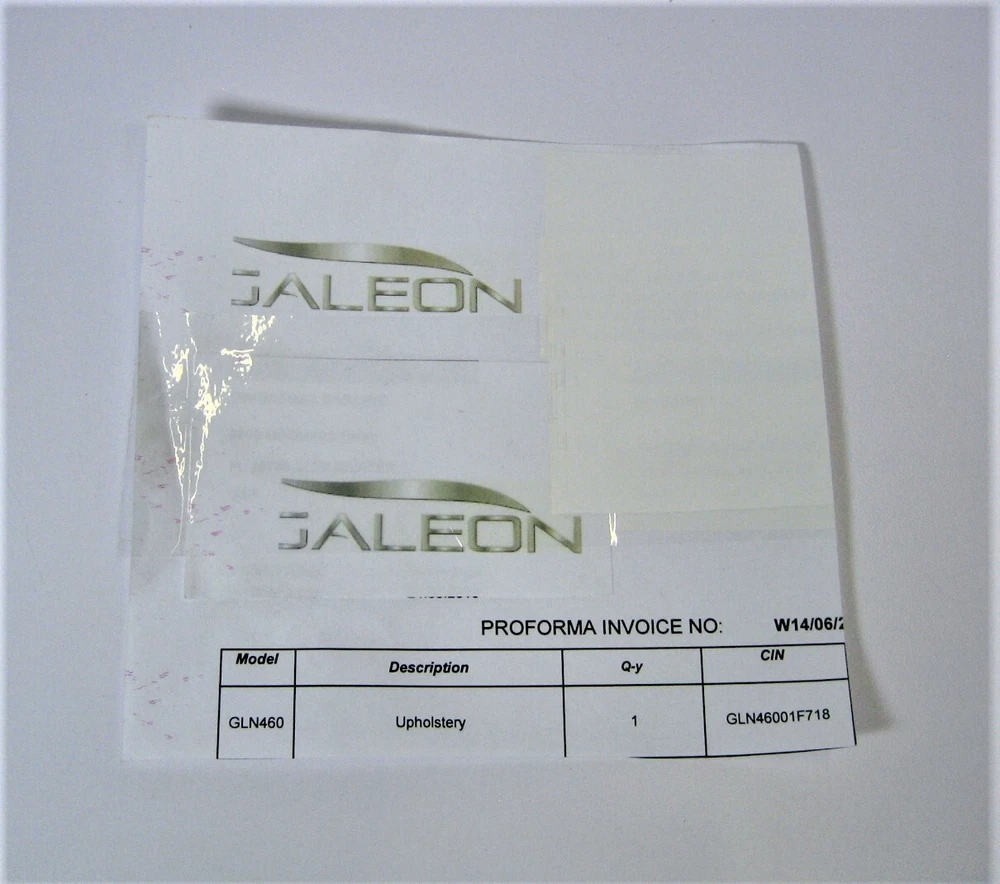 GALEON
GALEON
PROFORMA INVOICE NO: W14/06/2
Model Description Q-y CIN
GLN460 Upholstery 1 GLN46001F718